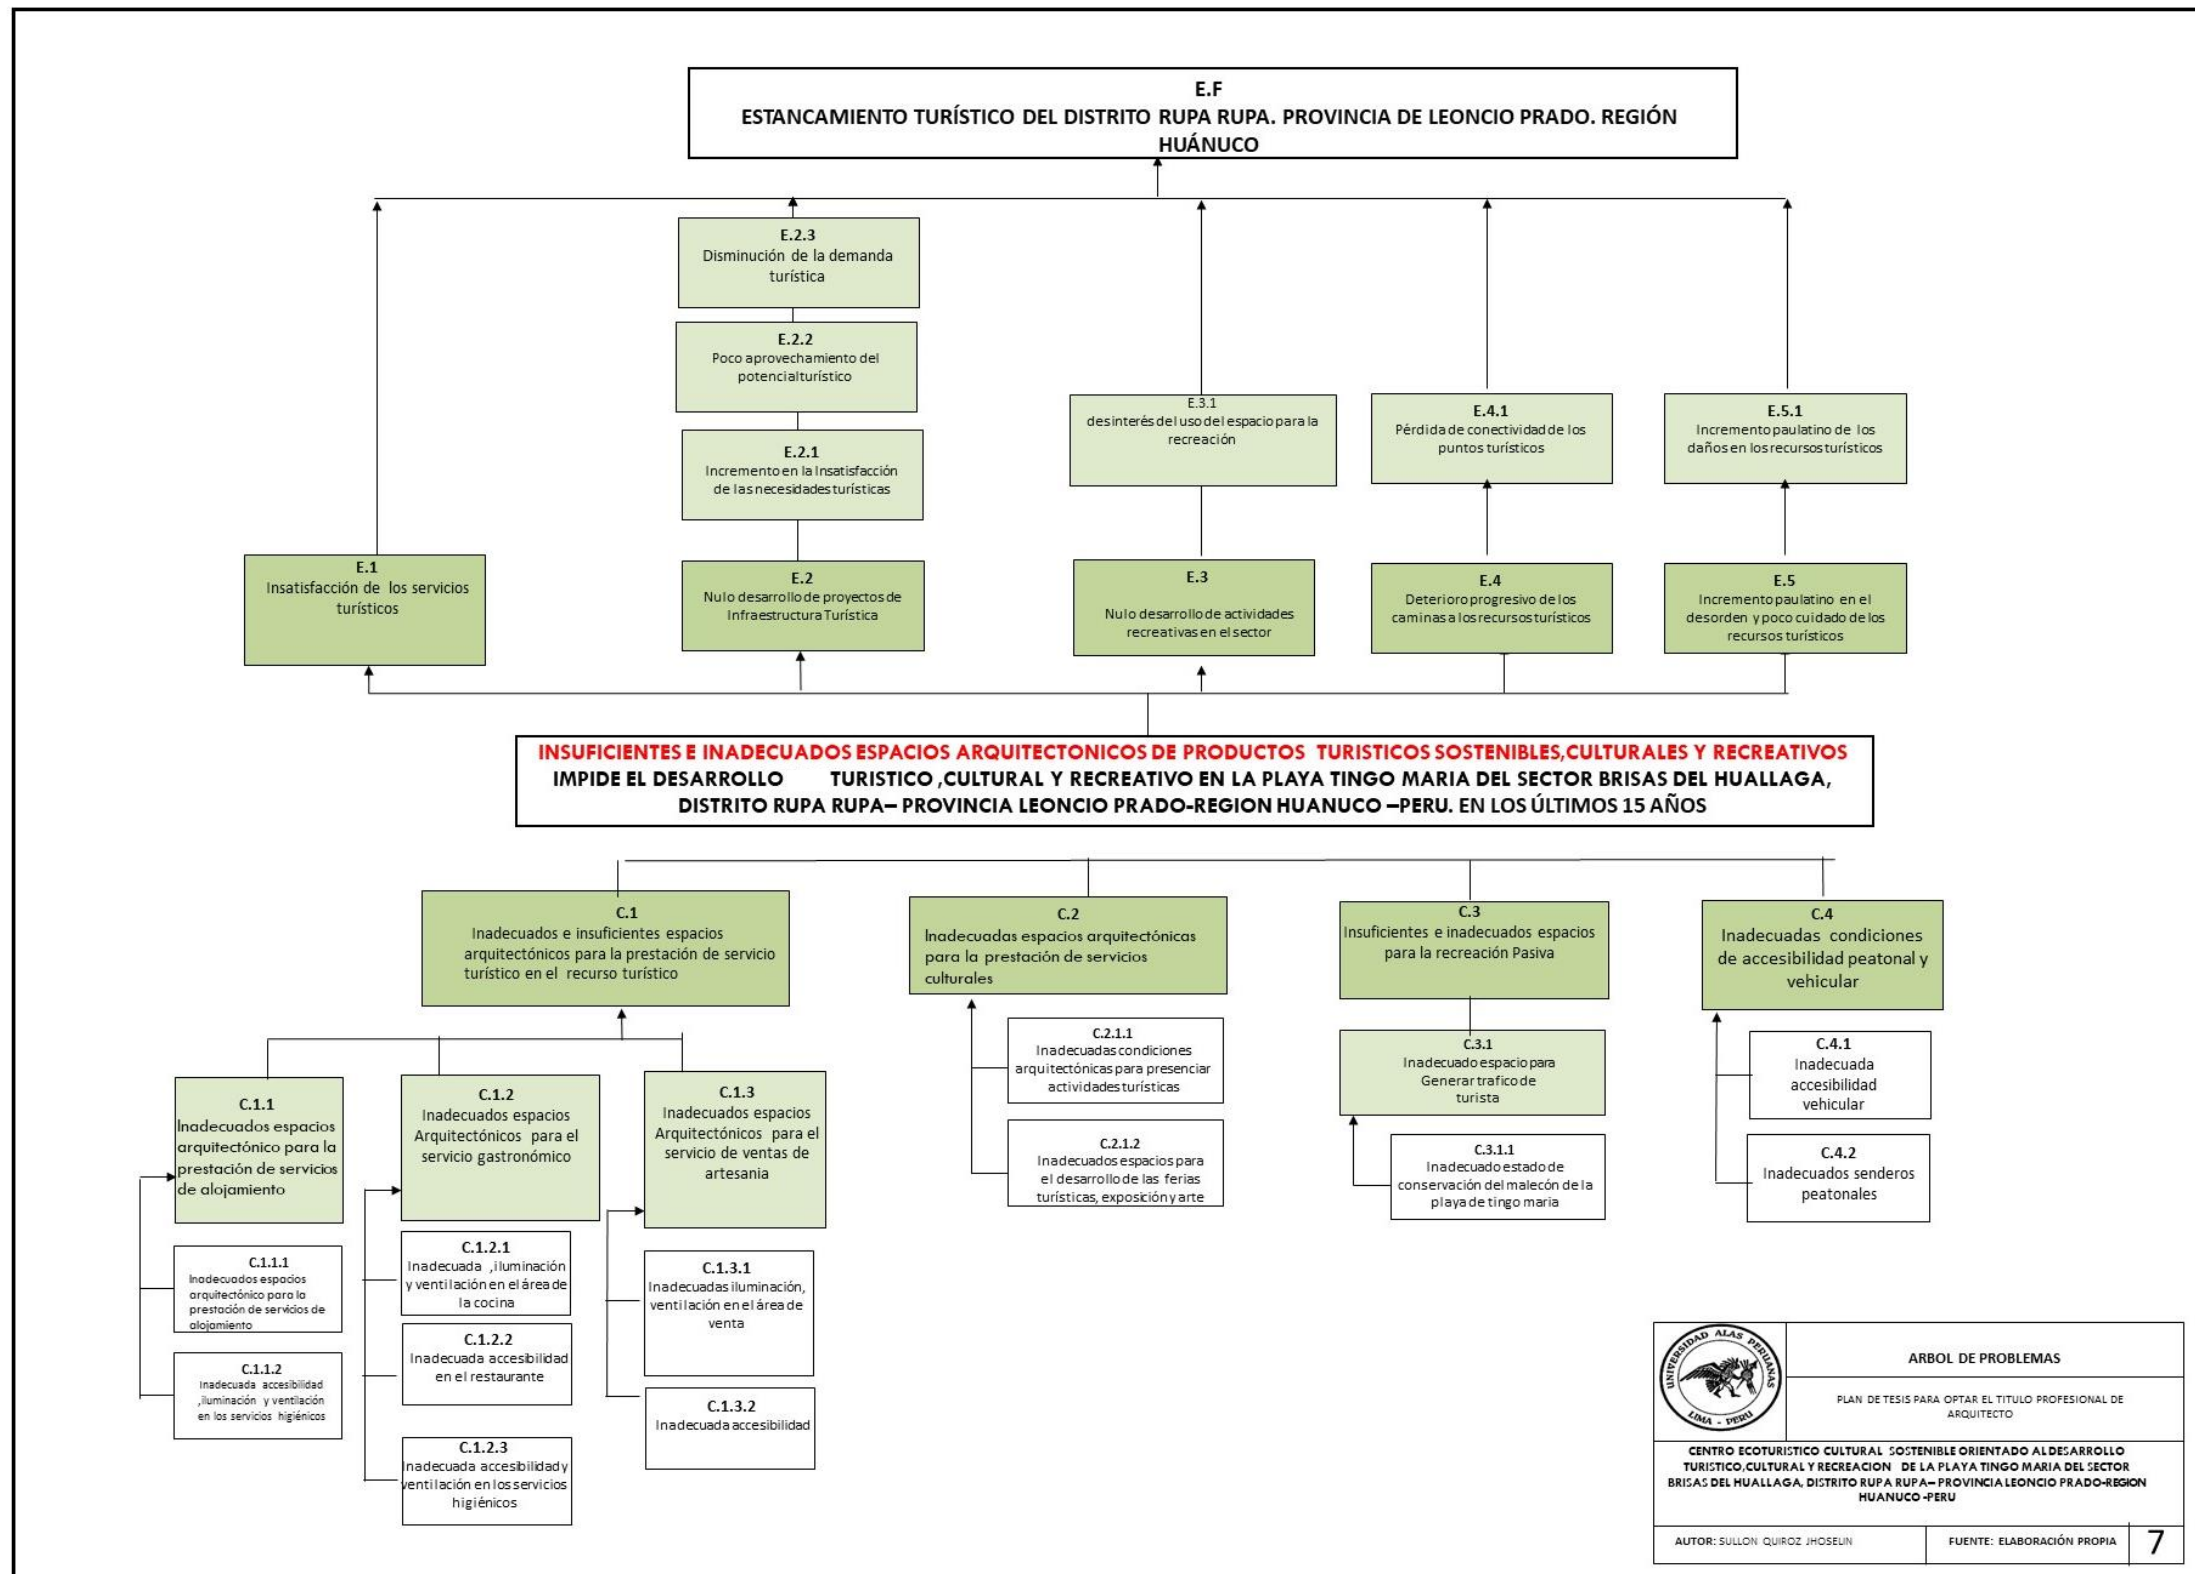 E.F
ESTANCAMIENTO TURÍSTICO DEL DISTRITO RUPA RUPA. PROVINCIA DE LEONCIO PRADO. REGIÓN
HUÁNUCO
E.2.3
Disminución de la demanda
turística
E.2.2
Poco aprovechamiento del
potencialturístico
E.2.1
Incremento en la Insatisfacción
de las necesidades turísticas
E.3.1
desinterés del uso del espacio para la
recreación
E.4.1
Pérdida de conectividad de los
puntos turísticos
E.5.1
Incremento paulatino de los
daños en los recursos turísticos
E.1
Insatisfacción de los servicios
turísticos
E.2
Nulo desarrollo de proyectos de
Infraestructura Turística
E.3
Nulo desarrollo de actividades
recreativas en el sector
E.4
Deterioro progresivo de los
caminas a los recursos turísticos
E.5
Incremento paulatino en el
desorden y poco cuidado de los
recursos turísticos
INSUFICIENTES E INADECUADOS ESPACIOS ARQUITECTONICOS DE PRODUCTOS TURISTICOS SOSTENIBLES,CULTURALES Y RECREATIVOS
IMPIDE EL DESARROLLO TURISTICO ,CULTURAL Y RECREATIVO EN LA PLAYA TINGO MARIA DEL SECTOR BRISAS DEL HUALLAGA,
DISTRITO RUPA RUPA– PROVINCIA LEONCIO PRADO-REGION HUANUCO –PERU. EN LOS ÚLTIMOS 15 AÑOS
C.1
Inadecuados e insuficientes espacios
arquitectónicos para la prestación de servicio
turístico en el recurso turístico
C.2
Inadecuadas espacios arquitectónicas
para la prestación de servicios
culturales
C.3
Insuficientes e inadecuados espacios
para la recreación Pasiva
C.4
Inadecuadas condiciones
de accesibilidad peatonal y
vehicular
C.1.1
Inadecuados espacios
arquitectónico para la
prestación de servicios
de alojamiento
C.1.2
Inadecuados espacios
Arquitectónicos para el
servicio gastronómico
C.1.3
Inadecuados espacios
Arquitectónicos para el
servicio de ventas de
artesania
C.2.1.1
Inadecuadas condiciones
arquitectónicas para presenciar
actividades turísticas
C.2.1.2
Inadecuados espacios para
el desarrollo de las ferias
turísticas, exposición y arte
C.3.1
Inadecuado espacio para
Generar trafico de
turista
C.3.1.1
Inadecuado estado de
conservación del malecón de la
playa de tingo maria
C.4.1
Inadecuada
accesibilidad
vehicular
C.4.2
Inadecuados senderos
peatonales
C.1.1.1
Inadecuados espacios
arquitectónico para la
prestación de servicios de
alojamiento
C.1.1.2
Inadecuada accesibilidad
,iluminación y ventilación
en los servicios higiénicos
C.1.2.1
Inadecuada ,iluminación
y ventilación en el área de
la cocina
C.1.2.2
Inadecuada accesibilidad
en el restaurante
C.1.2.3
Inadecuada accesibilidad y
ventilación en los servicios
higiénicos
C.1.3.1
Inadecuadas iluminación,
ventilación en el área de
venta
C.1.3.2
Inadecuada accesibilidad
UNIVERSIDAD ALAS PERUANAS
LIMA - PERU
ARBOL DE PROBLEMAS
PLAN DE TESIS PARA OPTAR EL TITULO PROFESIONAL DE
ARQUITECTO
CENTRO ECOTURISTICO CULTURAL SOSTENIBLE ORIENTADO AL DESARROLLO
TURISTICO,CULTURAL Y RECREACION DE LA PLAYA TINGO MARIA DEL SECTOR
BRISAS DEL HUALLAGA, DISTRITO RUPA RUPA– PROVINCIA LEONCIO PRADO-REGION
HUANUCO -PERU
AUTOR: SULLON QUIROZ JHOSELIN
FUENTE: ELABORACIÓN PROPIA
7